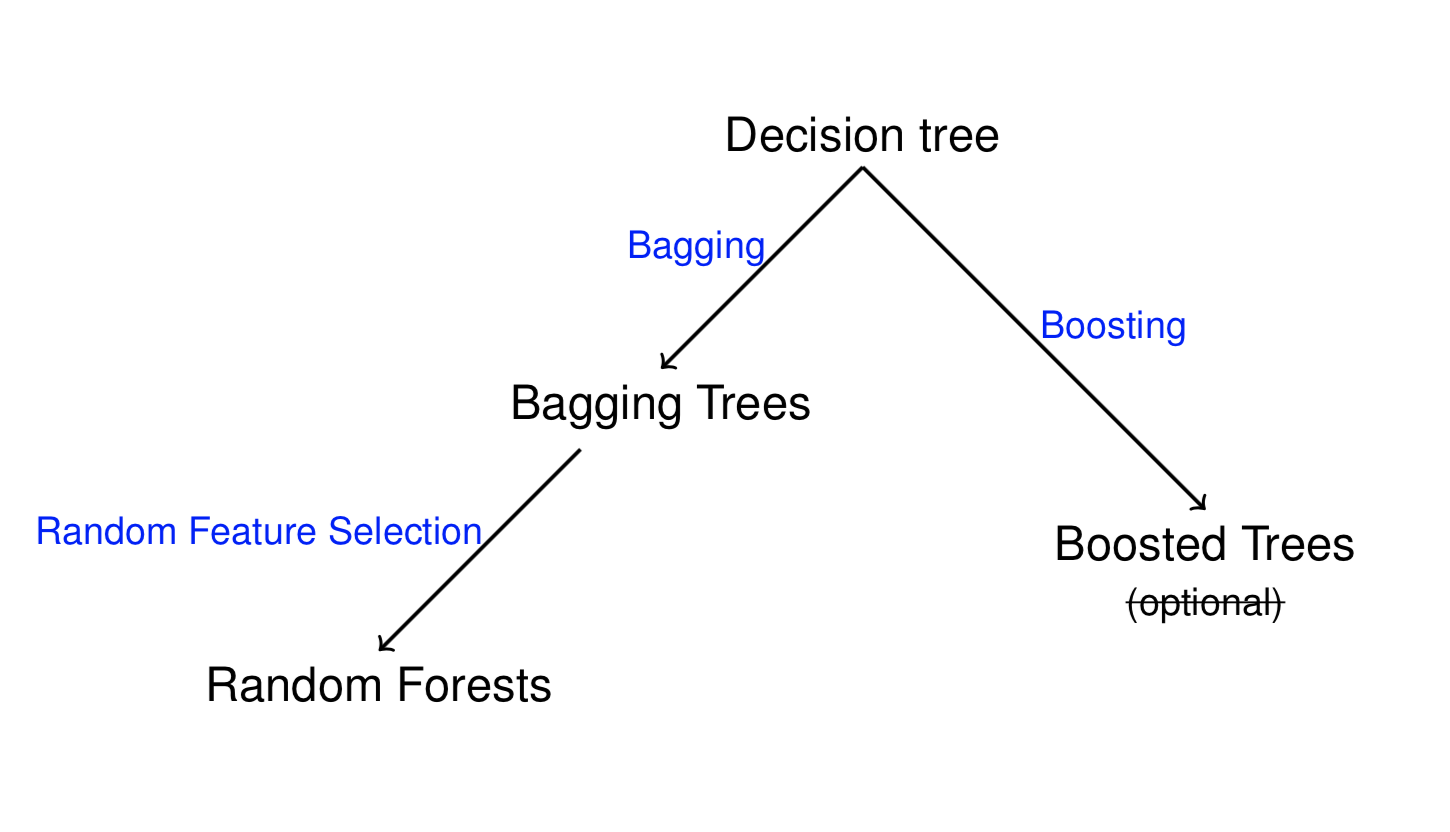 Decision tree
Bagging
Boosting
Bagging Trees
Random Feature Selection
Boosted Trees
(optional)
Random Forests